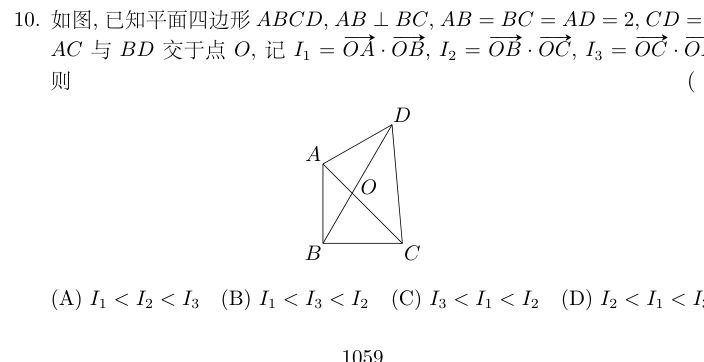 10. 如图, 已知平面四边形 ABCD, AB ⊥ BC, AB = BC = AD = 2, CD =
AC 与 BD 交于点 O, 记 I₁ = \overrightarrow{OA} · \overrightarrow{OB}, I₂ = \overrightarrow{OB} · \overrightarrow{OC}, I₃ = \overrightarrow{OC} ·
则 (
D
A
O
B C
(A) I₁ < I₂ < I₃ (B) I₁ < I₃ < I₂ (C) I₃ < I₁ < I₂ (D) I₂ < I₁ <
1059